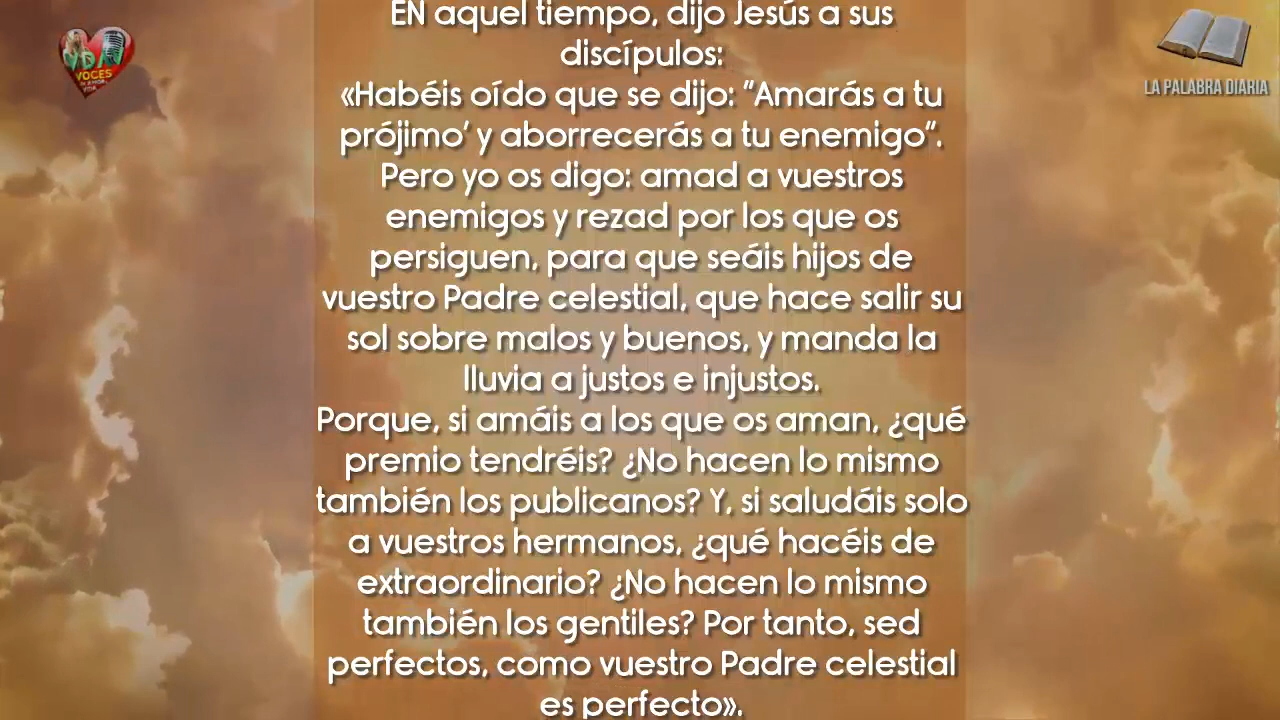 EN aquel tiempo, dijo Jesús a sus
discípulos:
«Habéis oído que se dijo: “Amarás a tu
prójimo’ y aborrecerás a tu enemigo”.
Pero yo os digo: amad a vuestros
enemigos y rezad por los que os
persiguen, para que seáis hijos de
vuestro Padre celestial, que hace salir su
sol sobre malos y buenos, y manda la
lluvia a justos e injustos.
Porque, si amáis a los que os aman, ¿qué
premio tendréis? ¿No hacen lo mismo
también los publicanos? Y, si saludáis solo
a vuestros hermanos, ¿qué hacéis de
extraordinario? ¿No hacen lo mismo
también los gentiles? Por tanto, sed
perfectos, como vuestro Padre celestial
es perfecto».
VOCES
LA PALABRA DIARIA